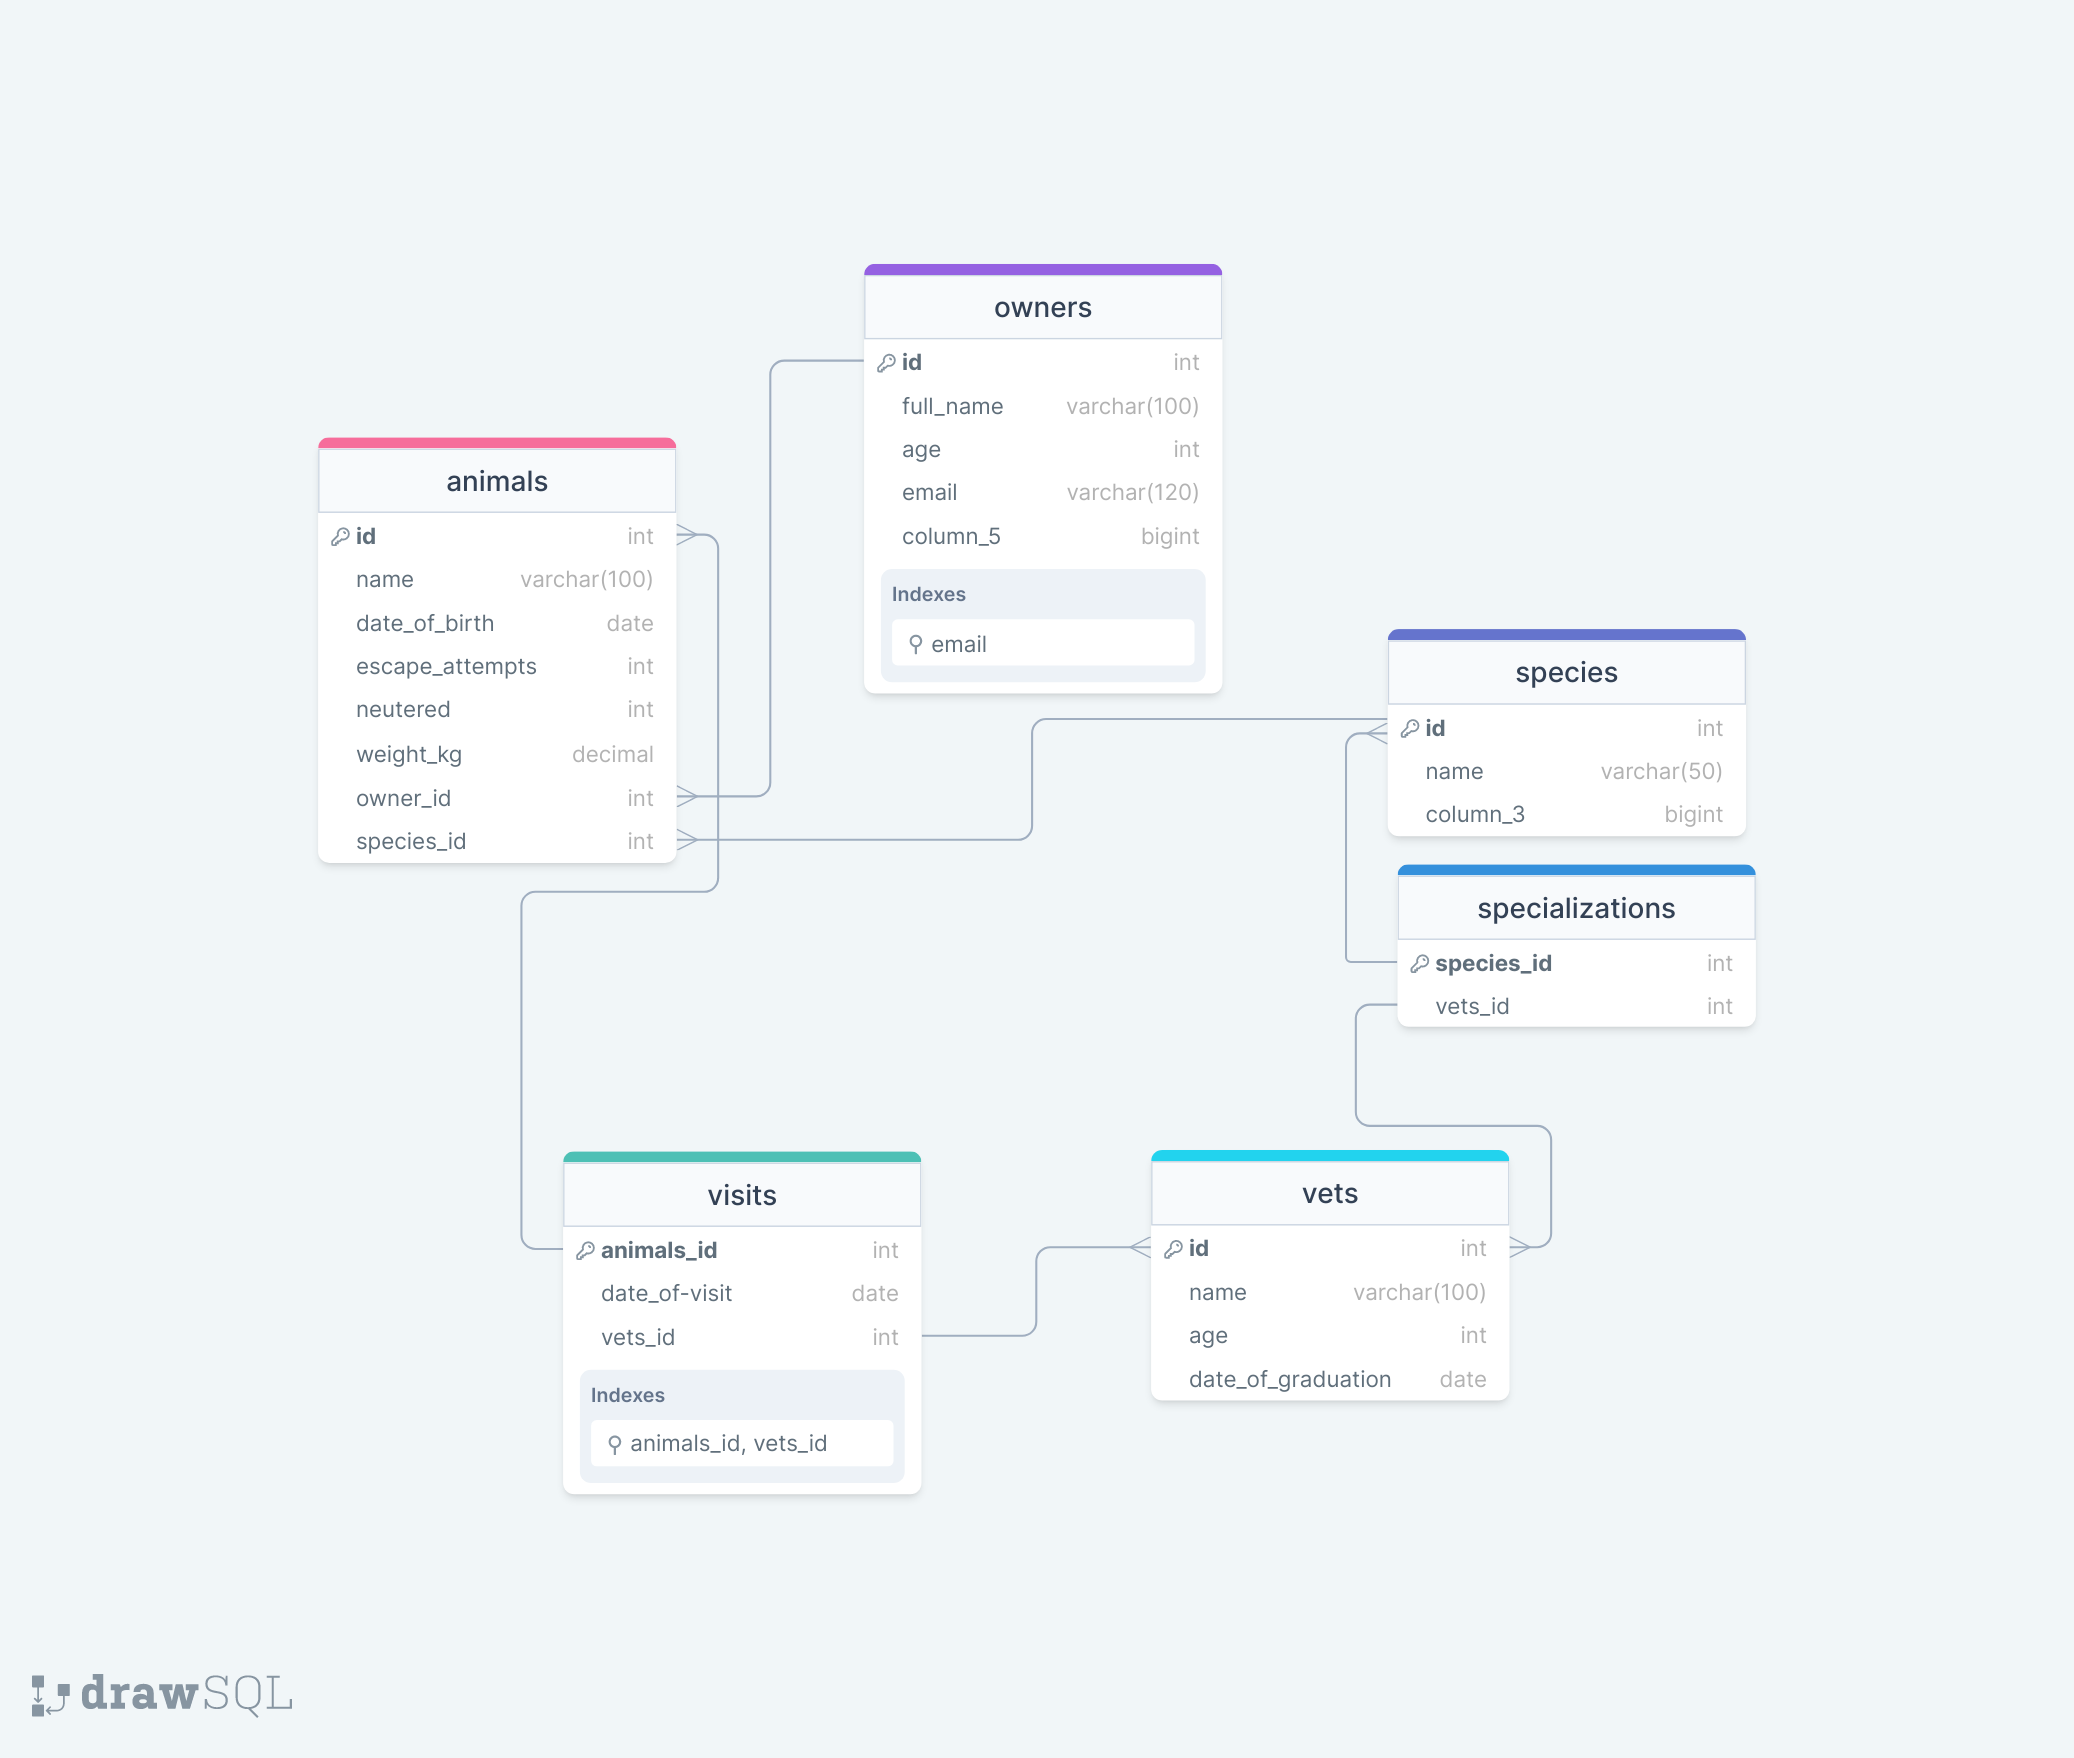 owners
id int
full_name varchar(100)
age int
email varchar(120)
column_5 bigint
Indexes
email
animals
id int
name varchar(100)
date_of_birth date
escape_attempts int
neutered int
weight_kg decimal
owner_id int
species_id int
species
id int
name varchar(50)
column_3 bigint
specializations
species_id int
vets_id int
visits
animals_id int
date_of-visit date
vets_id int
Indexes
animals_id, vets_id
vets
id int
name varchar(100)
age int
date_of_graduation date
drawSQL